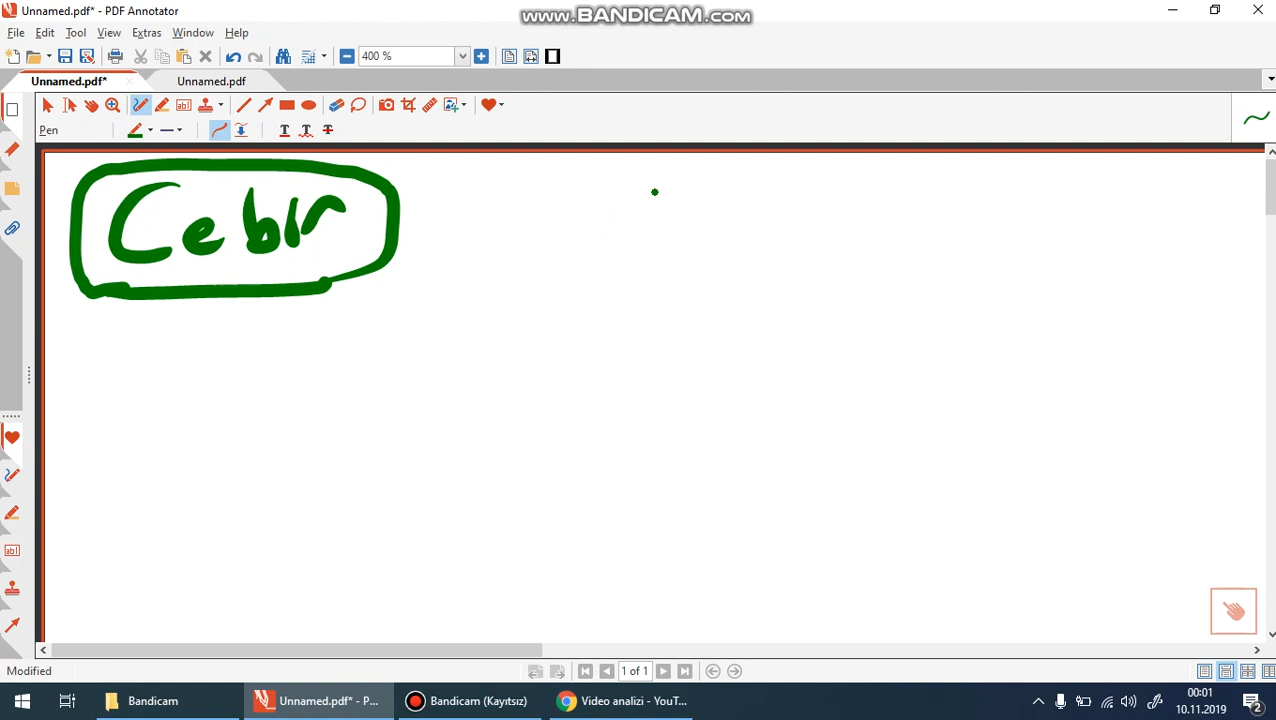 Unnamed.pdf* - PDF Annotator
www.BANDICAM.com
File Edit Tool View Extras Window Help
400 %
Unnamed.pdf* Unnamed.pdf
Pen
Cebir
1 of 1
Modified
Bandicam
Unnamed.pdf* - P...
Bandicam (Kayıtsız)
Video analizi - YouT...
00:01
10.11.2019
2